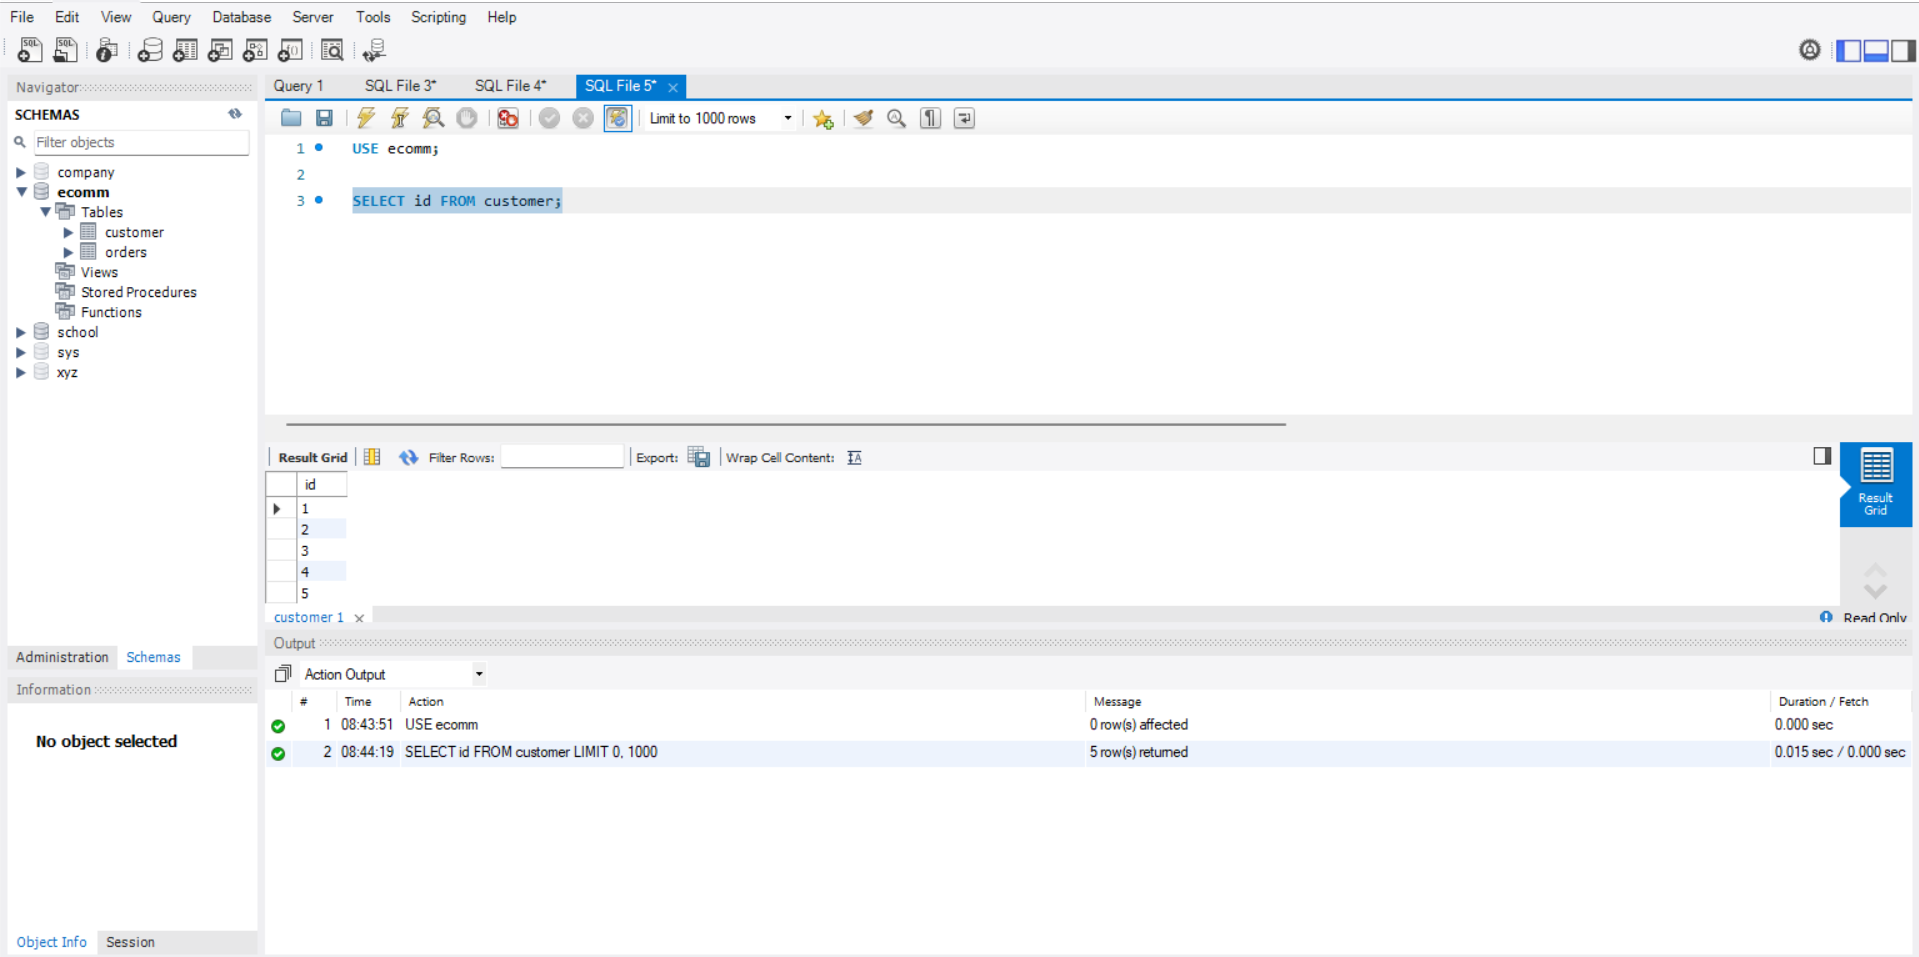 File Edit View Query Database Server Tools Scripting Help
SQL SQL
Navigator
SCHEMAS
Filter objects
company
ecomm
Tables
customer
orders
Views
Stored Procedures
Functions
school
sys
xyz
Administration Schemas
Information
No object selected
Object Info Session
Query 1 SQL File 3* SQL File 4* SQL File 5*
Limit to 1000 rows
1 USE ecomm;
2
3 SELECT id FROM customer;
Result Grid Filter Rows: Export: Wrap Cell Content:
id
1
2
3
4
5
Result
Grid
customer 1 Read Only
Output
Action Output
# Time Action Message Duration / Fetch
1 08:43:51 USE ecomm 0 row(s) affected 0.000 sec
2 08:44:19 SELECT id FROM customer LIMIT 0, 1000 5 row(s) returned 0.015 sec / 0.000 sec